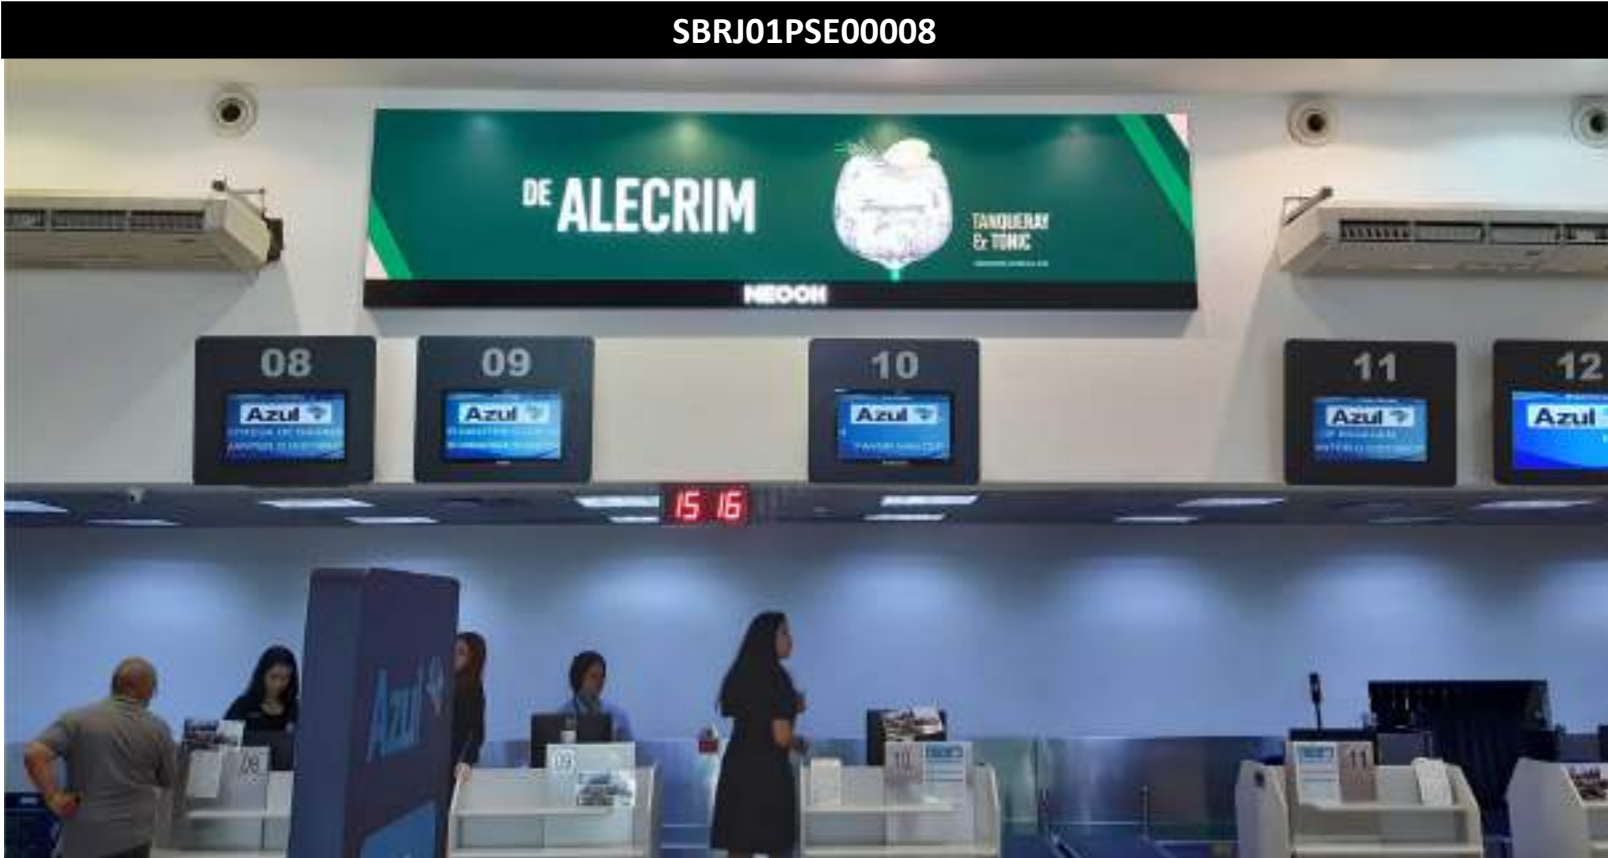 SBRJ01PSE00008
DE ALECRIM
TANQUERAY
& TONIC
NEOOH
08
09
10
11
12
Azul
Azul
Azul
Azul
Azul
15 16
Azul
08
09
10
11